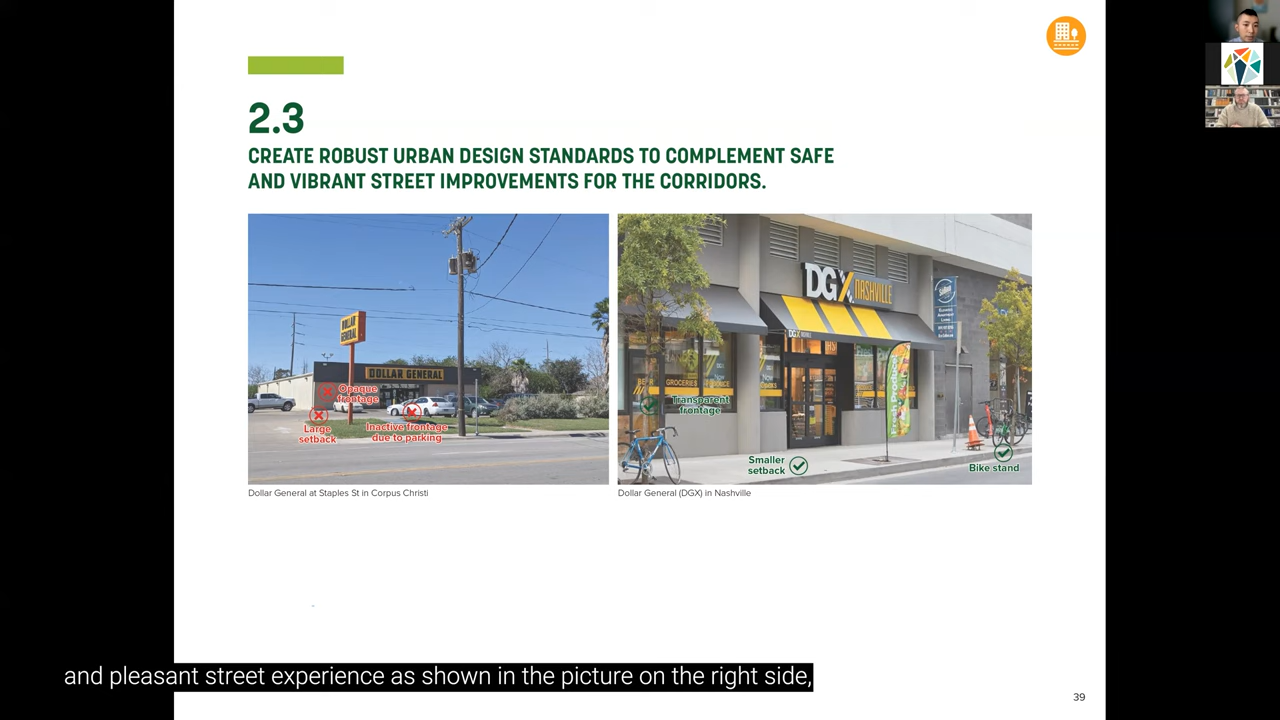 2.3
CREATE ROBUST URBAN DESIGN STANDARDS TO COMPLEMENT SAFE
AND VIBRANT STREET IMPROVEMENTS FOR THE CORRIDORS.
DOLLAR
GENERAL
DOLLAR GENERAL
Opaque
frontage
Large
setback
Inactive frontage
due to parking
DGX NASHVILLE
DGX
GROCERIES
Fresh Produce
Transparent
frontage
Smaller
setback
Bike stand
Dollar General at Staples St in Corpus Christi
Dollar General (DGX) in Nashville
and pleasant street experience as shown in the picture on the right side,
39